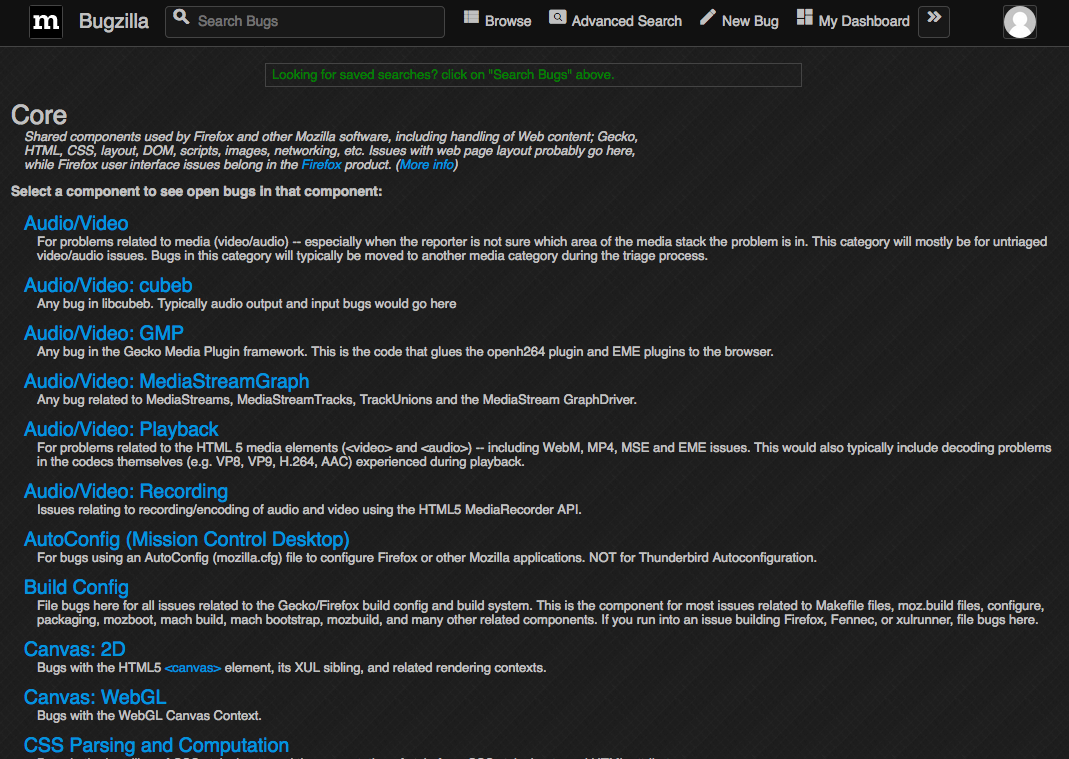 m Bugzilla Search Bugs Browse Advanced Search New Bug My Dashboard »
Looking for saved searches? click on "Search Bugs" above.
Core
Shared components used by Firefox and other Mozilla software, including handling of Web content; Gecko,
HTML, CSS, layout, DOM, scripts, images, networking, etc. Issues with web page layout probably go here,
while Firefox user interface issues belong in the Firefox product. (More info)
Select a component to see open bugs in that component:
Audio/Video
For problems related to media (video/audio) -- especially when the reporter is not sure which area of the media stack the problem is in. This category will mostly be for untriaged
video/audio issues. Bugs in this category will typically be moved to another media category during the triage process.
Audio/Video: cubeb
Any bug in libcubeb. Typically audio output and input bugs would go here
Audio/Video: GMP
Any bug in the Gecko Media Plugin framework. This is the code that glues the openh264 plugin and EME plugins to the browser.
Audio/Video: MediaStreamGraph
Any bug related to MediaStreams, MediaStreamTracks, TrackUnions and the MediaStream GraphDriver.
Audio/Video: Playback
For problems related to the HTML 5 media elements (<video> and <audio>) -- including WebM, MP4, MSE and EME issues. This would also typically include decoding problems
in the codecs themselves (e.g. VP8, VP9, H.264, AAC) experienced during playback.
Audio/Video: Recording
Issues relating to recording/encoding of audio and video using the HTML5 MediaRecorder API.
AutoConfig (Mission Control Desktop)
For bugs using an AutoConfig (mozilla.cfg) file to configure Firefox or other Mozilla applications. NOT for Thunderbird Autoconfiguration.
Build Config
File bugs here for all issues related to the Gecko/Firefox build config and build system. This is the component for most issues related to Makefile files, moz.build files, configure,
packaging, mozboot, mach build, mach bootstrap, mozbuild, and many other related components. If you run into an issue building Firefox, Fennec, or xulrunner, file bugs here.
Canvas: 2D
Bugs with the HTML5 <canvas> element, its XUL sibling, and related rendering contexts.
Canvas: WebGL
Bugs with the WebGL Canvas Context.
CSS Parsing and Computation